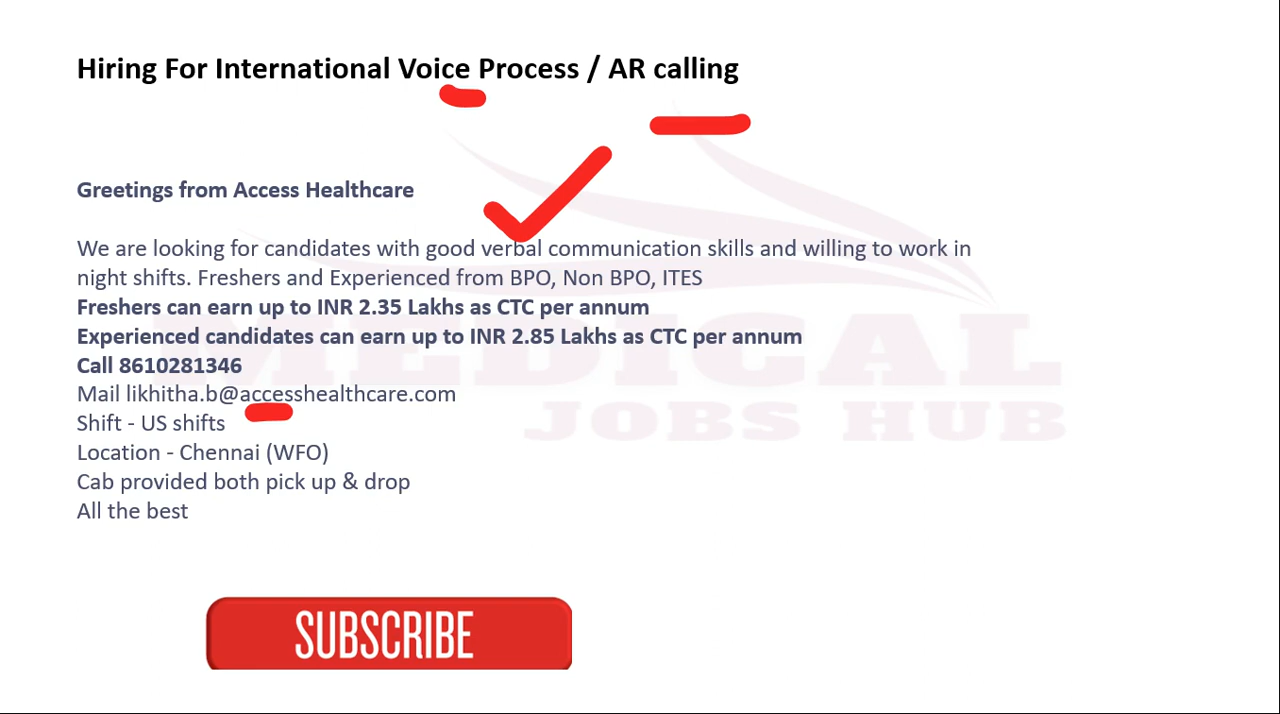 Hiring For International Voice Process / AR calling
Greetings from Access Healthcare
We are looking for candidates with good verbal communication skills and willing to work in
night shifts. Freshers and Experienced from BPO, Non BPO, ITES
Freshers can earn up to INR 2.35 Lakhs as CTC per annum
Experienced candidates can earn up to INR 2.85 Lakhs as CTC per annum
Call 8610281346
Mail likhitha.b@accesshealthcare.com
Shift - US shifts
Location - Chennai (WFO)
Cab provided both pick up & drop
All the best
MEDICAL
JOBS HUB
SUBSCRIBE